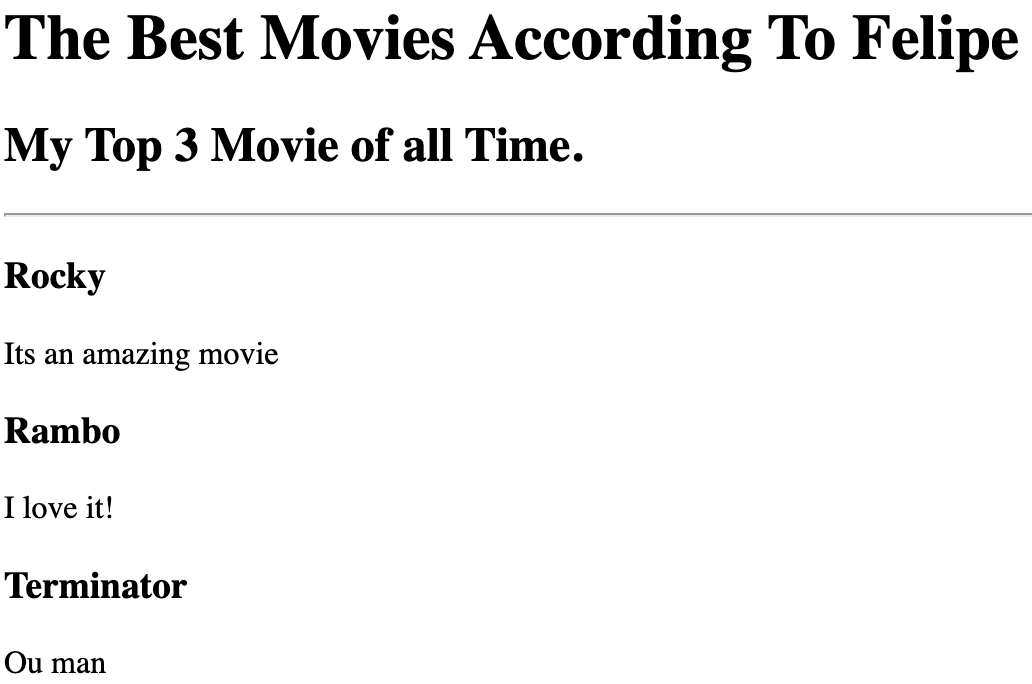 The Best Movies According To Felipe
My Top 3 Movie of all Time.
Rocky
Its an amazing movie
Rambo
I love it!
Terminator
Ou man